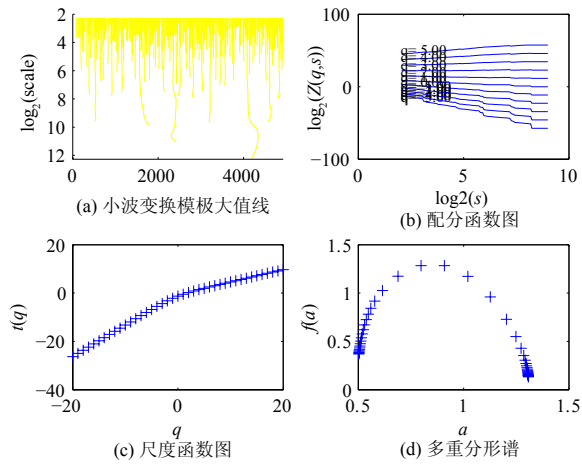 2
4
6
8
10
12
log₂(scale)
0
2000
4000
(a) 小波变换模极大值线
100
0
−100
log₂(Z(q,s))
q= 5.00
0
5
10
log2(s)
(b) 配分函数图
20
0
−20
−40
t(q)
−20
0
20
q
(c) 尺度函数图
1.5
1
0.5
0
f(a)
0.5
1
1.5
a
(d) 多重分形谱